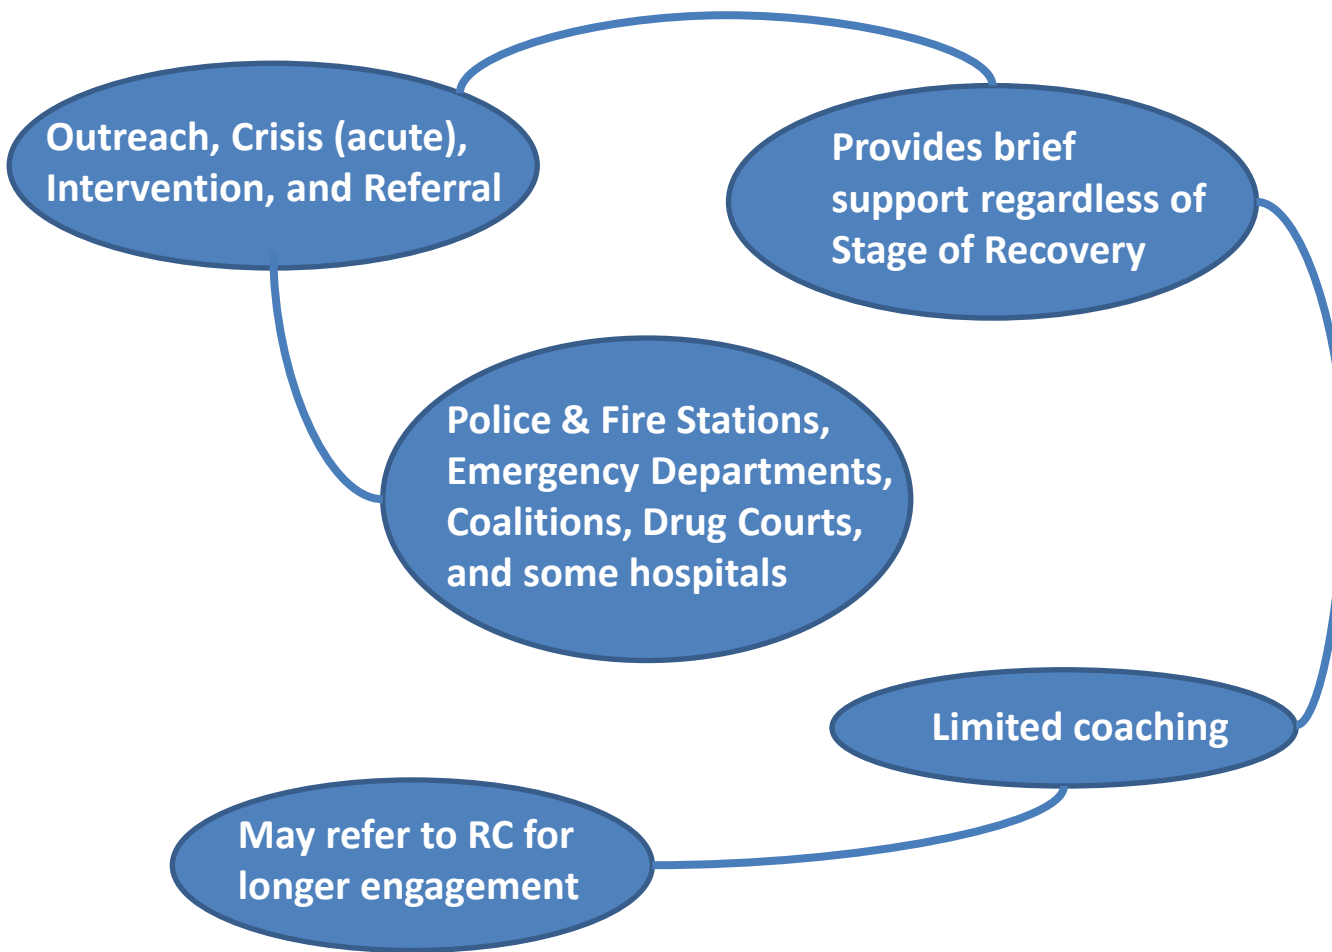 Outreach, Crisis (acute),
Intervention, and Referral
Provides brief
support regardless of
Stage of Recovery
Police & Fire Stations,
Emergency Departments,
Coalitions, Drug Courts,
and some hospitals
Limited coaching
May refer to RC for
longer engagement